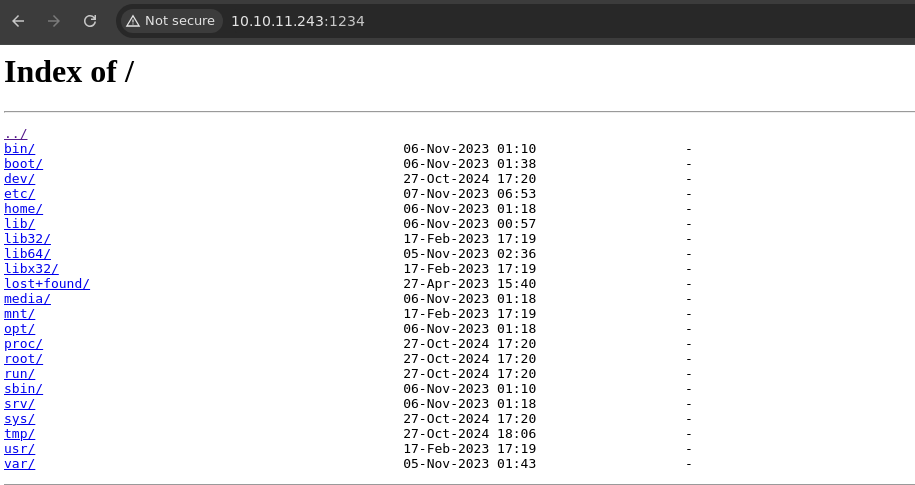 Not secure 10.10.11.243:1234
Index of /
../
bin/ 06-Nov-2023 01:10 -
boot/ 06-Nov-2023 01:38 -
dev/ 27-Oct-2024 17:20 -
etc/ 07-Nov-2023 06:53 -
home/ 06-Nov-2023 01:18 -
lib/ 06-Nov-2023 00:57 -
lib32/ 17-Feb-2023 17:19 -
lib64/ 05-Nov-2023 02:36 -
libx32/ 17-Feb-2023 17:19 -
lost+found/ 27-Apr-2023 15:40 -
media/ 06-Nov-2023 01:18 -
mnt/ 17-Feb-2023 17:19 -
opt/ 06-Nov-2023 01:18 -
proc/ 27-Oct-2024 17:20 -
root/ 27-Oct-2024 17:20 -
run/ 27-Oct-2024 17:20 -
sbin/ 06-Nov-2023 01:10 -
srv/ 06-Nov-2023 01:18 -
sys/ 27-Oct-2024 17:20 -
tmp/ 27-Oct-2024 18:06 -
usr/ 17-Feb-2023 17:19 -
var/ 05-Nov-2023 01:43 -